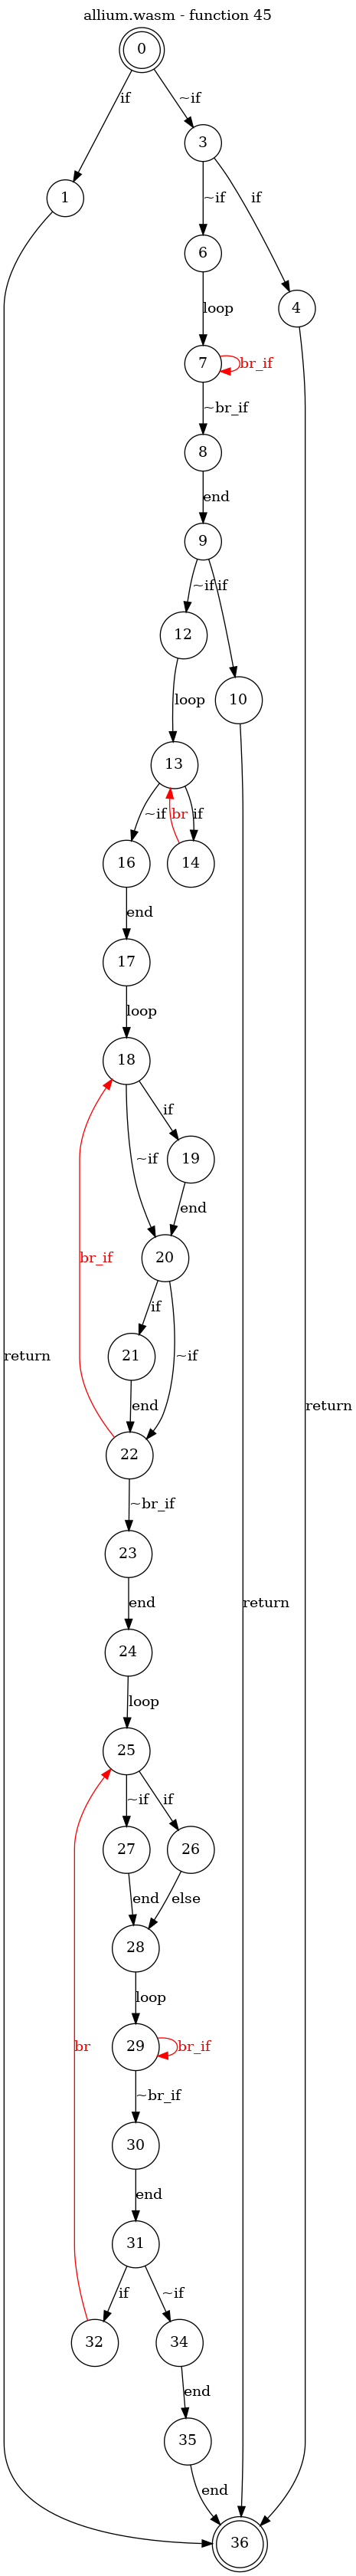 allium.wasm - function 45
0
if
~if
3
1
~if
if
6
4
loop
7
br_if
~br_if
8
end
9
~if
if
12
10
loop
13
~if
br
if
16
14
end
17
loop
18
if
~if
19
end
20
br_if
if
~if
21
return
return
end
22
~br_if
23
end
24
loop
25
~if
if
27
26
end
else
28
loop
29
br
br_if
~br_if
30
end
31
if
~if
32
34
end
35
return
end
36